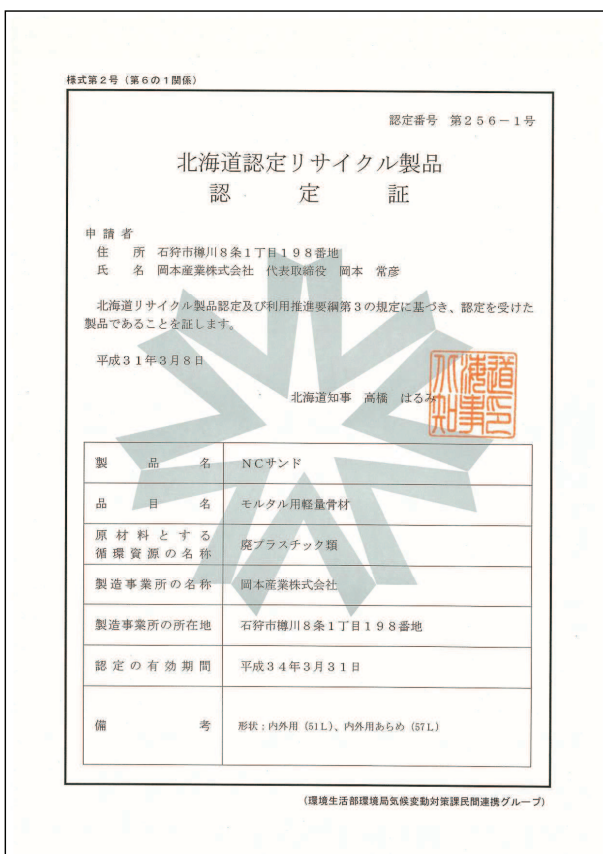 様式第2号（第6の1関係）
認定番号　第256－1号
北海道認定リサイクル製品
認　定　証
申請者
住　所　石狩市樽川8条1丁目198番地
氏　名　岡本産業株式会社　代表取締役　岡本　常彦
北海道リサイクル製品認定及び利用推進要綱第3の規定に基づき、認定を受けた
製品であることを証します。
平成31年3月8日
北海道知事　高橋　はるみ
北海道知事之印
製　品　名　NCサンド
品　目　名　モルタル用軽量骨材
原材料とする
循環資源の名称　廃プラスチック類
製造事業所の名称　岡本産業株式会社
製造事業所の所在地　石狩市樽川8条1丁目198番地
認定の有効期間　平成34年3月31日
備　考　形状：内外用（51L）、内外用あらめ（57L）
（環境生活部環境局気候変動対策課民間連携グループ）